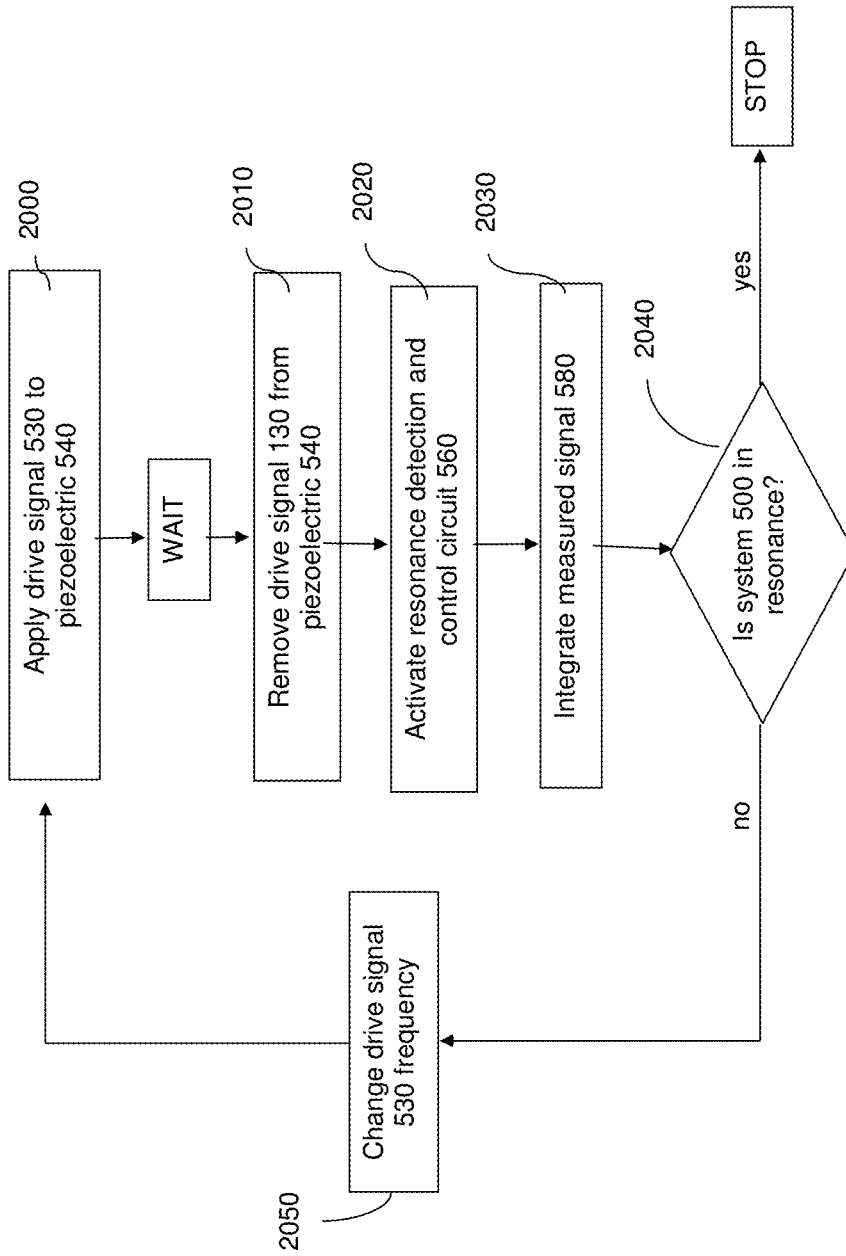 2000
Apply drive signal 530 to
piezoelectric 540
WAIT
2010
Remove drive signal 130 from
piezoelectric 540
2020
Activate resonance detection and
control circuit 560
2030
Integrate measured signal 580
2040
Is system 500 in
resonance?
yes
STOP
no
Change drive signal
530 frequency
2050